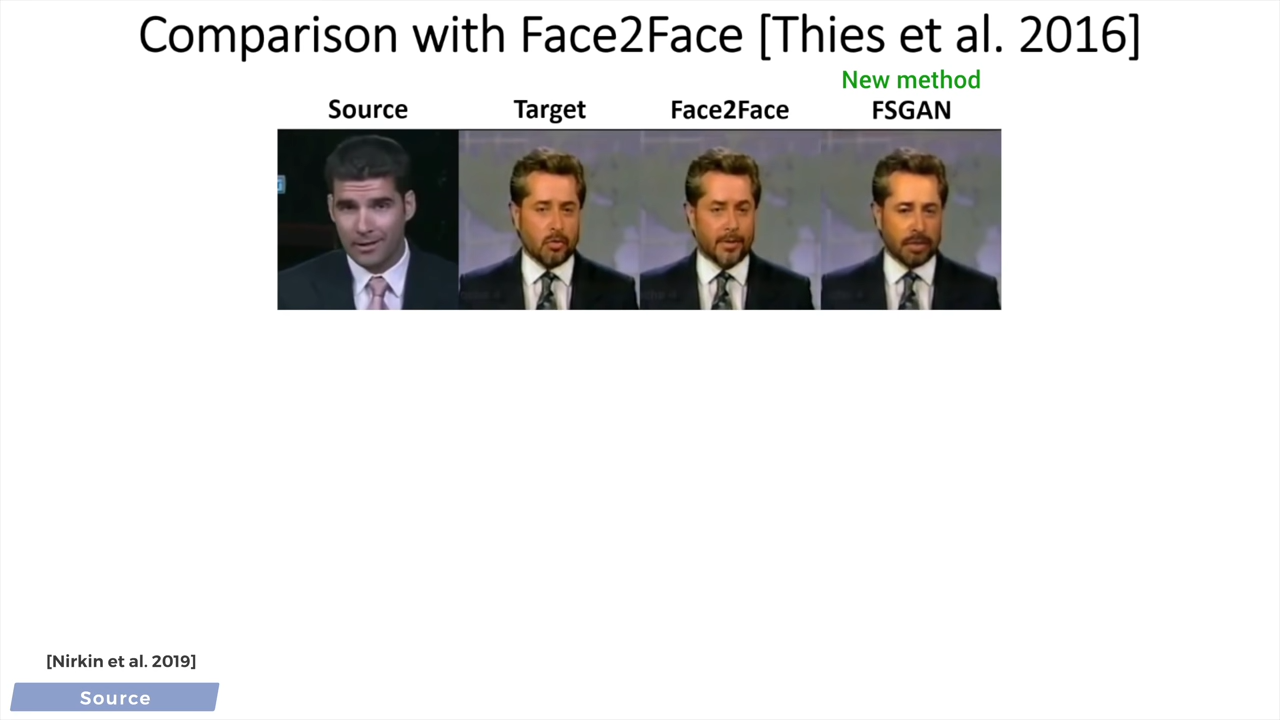 Comparison with Face2Face [Thies et al. 2016]
New method
Source Target Face2Face FSGAN
[Nirkin et al. 2019]
Source